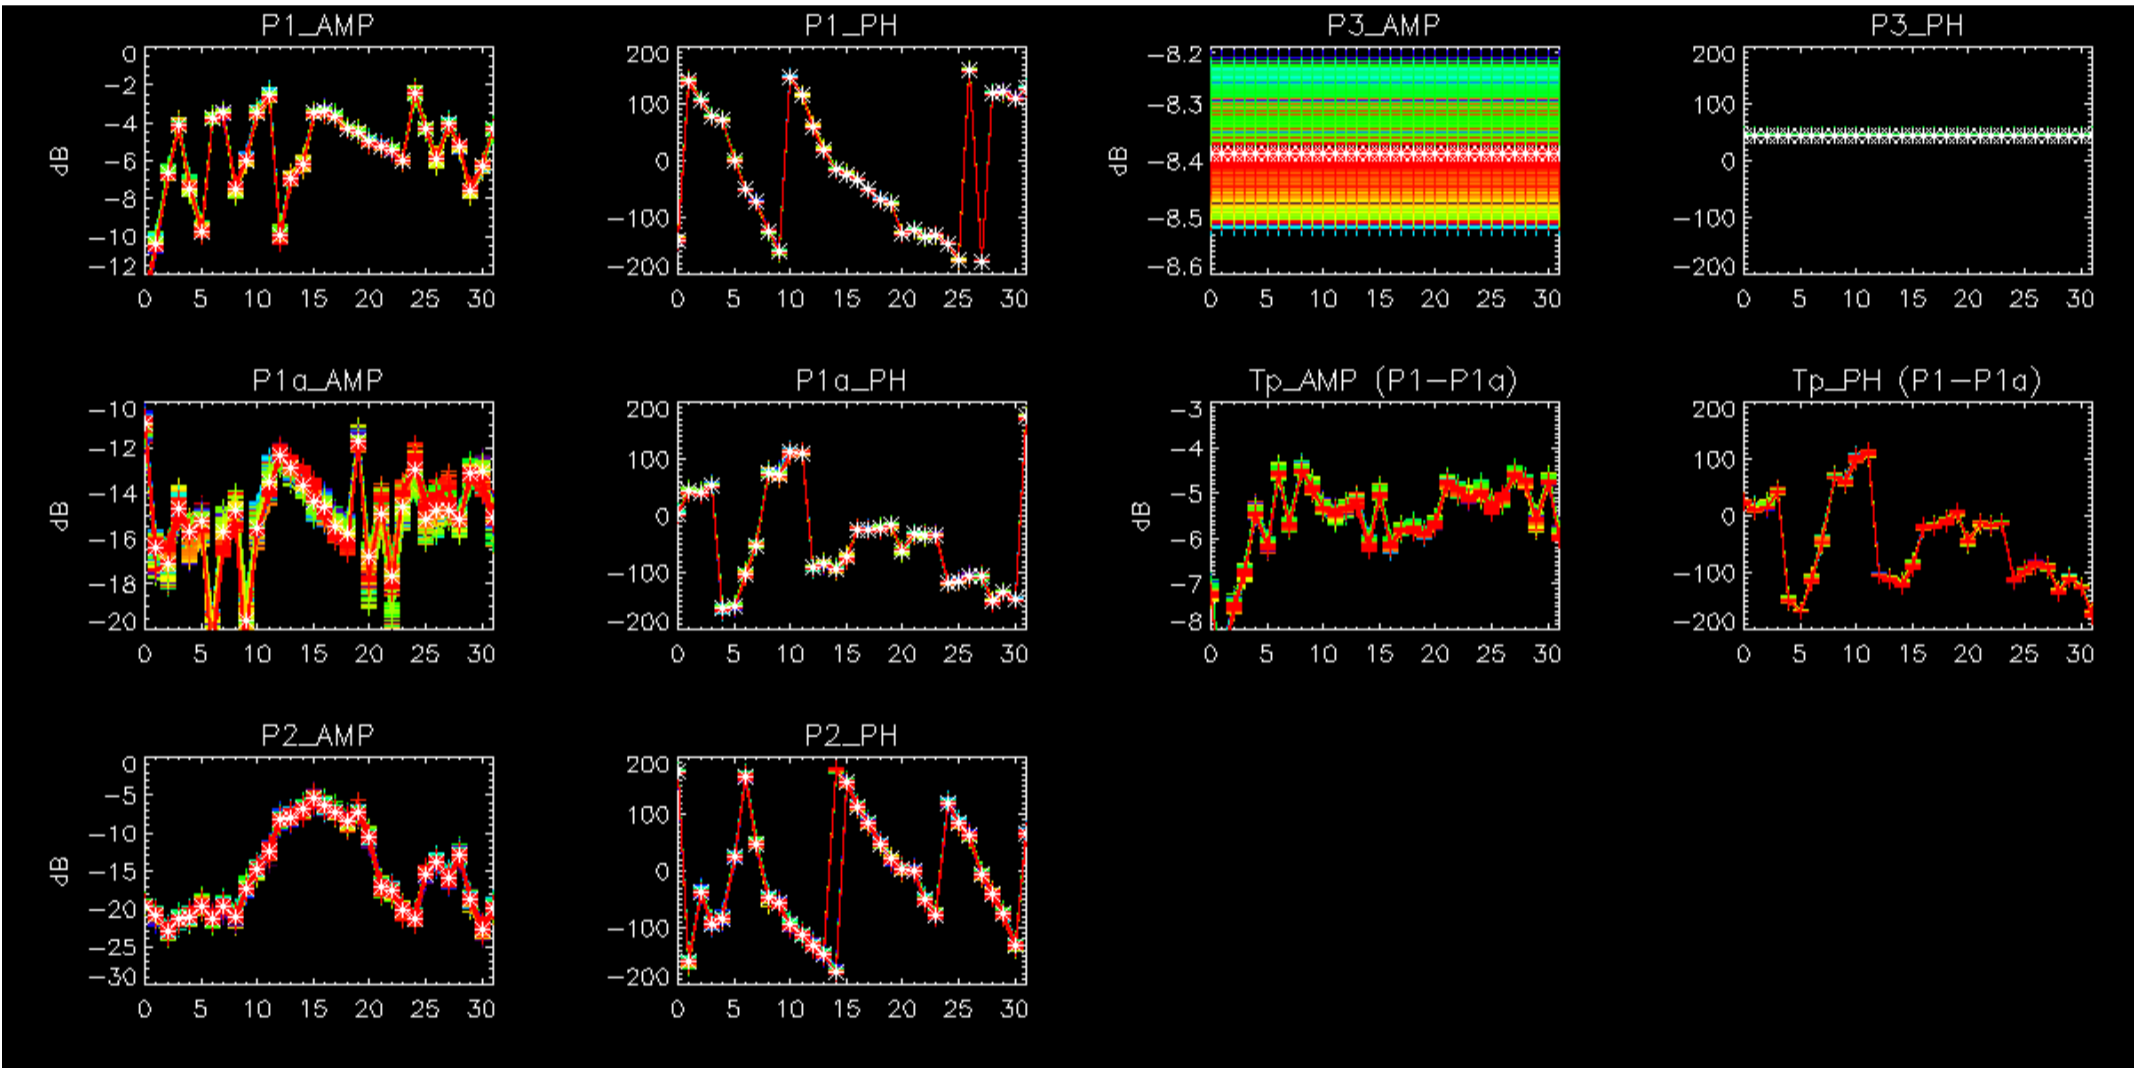 P1_AMP
0
−2
−4
−6
−8
−10
−12
dB
0 5 10 15 20 25 30
P1_PH
200
100
0
−100
−200
0 5 10 15 20 25 30
P3_AMP
−8.2
−8.3
−8.4
−8.5
−8.6
dB
0 5 10 15 20 25 30
P3_PH
200
100
0
−100
−200
0 5 10 15 20 25 30
P1a_AMP
−10
−12
−14
−16
−18
−20
dB
0 5 10 15 20 25 30
P1a_PH
200
100
0
−100
−200
0 5 10 15 20 25 30
Tp_AMP (P1−P1a)
−3
−4
−5
−6
−7
−8
dB
0 5 10 15 20 25 30
Tp_PH (P1−P1a)
200
100
0
−100
−200
0 5 10 15 20 25 30
P2_AMP
0
−5
−10
−15
−20
−25
−30
dB
0 5 10 15 20 25 30
P2_PH
200
100
0
−100
−200
0 5 10 15 20 25 30